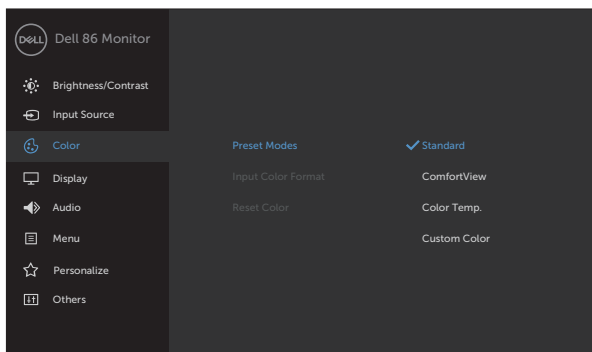 DELL Dell 86 Monitor
Brightness/Contrast
Input Source
Color Preset Modes Standard
Display Input Color Format ComfortView
Audio Reset Color Color Temp.
Menu Custom Color
Personalize
Others